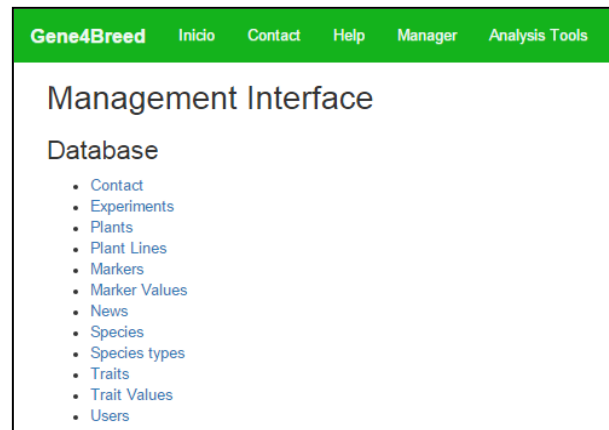 Gene4Breed Inicio Contact Help Manager Analysis Tools
Management Interface
Database
Contact
Experiments
Plants
Plant Lines
Markers
Marker Values
News
Species
Species types
Traits
Trait Values
Users